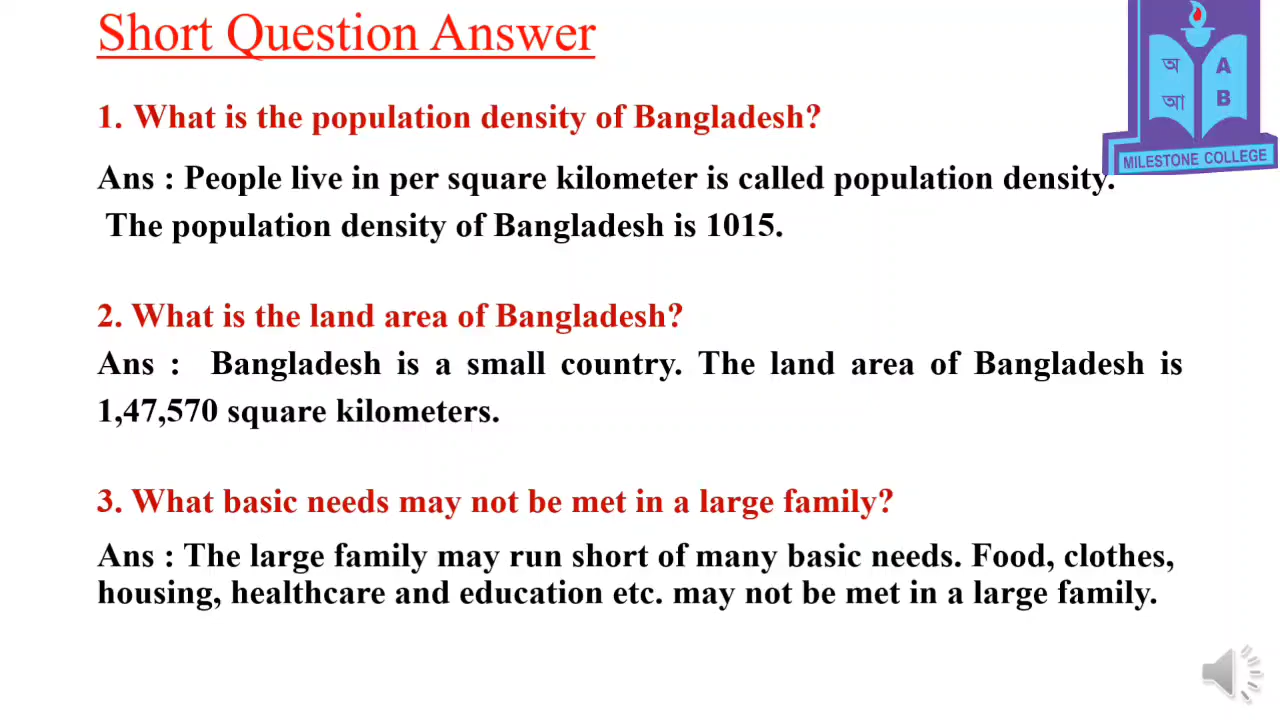 Short Question Answer
অ A
আ B
MILESTONE COLLEGE
1. What is the population density of Bangladesh?
Ans : People live in per square kilometer is called population density.
The population density of Bangladesh is 1015.
2. What is the land area of Bangladesh?
Ans : Bangladesh is a small country. The land area of Bangladesh is
1,47,570 square kilometers.
3. What basic needs may not be met in a large family?
Ans : The large family may run short of many basic needs. Food, clothes,
housing, healthcare and education etc. may not be met in a large family.